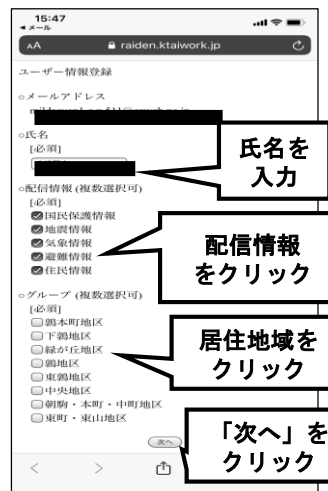 15:47
メール
AA
raiden.ktaiwork.jp
ユーザー情報登録
○メールアドレス
○氏名
[必須]
氏名を
入力
○配信情報 (複数選択可)
[必須]
国民保護情報
地震情報
気象情報
避難情報
住民情報
配信情報
をクリック
○グループ (複数選択可)
[必須]
鶉本町地区
下鶉地区
緑が丘地区
鶉地区
東鶉地区
中央地区
朝駒・本町・中町地区
東町・東山地区
居住地域を
クリック
次へ
「次へ」を
クリック